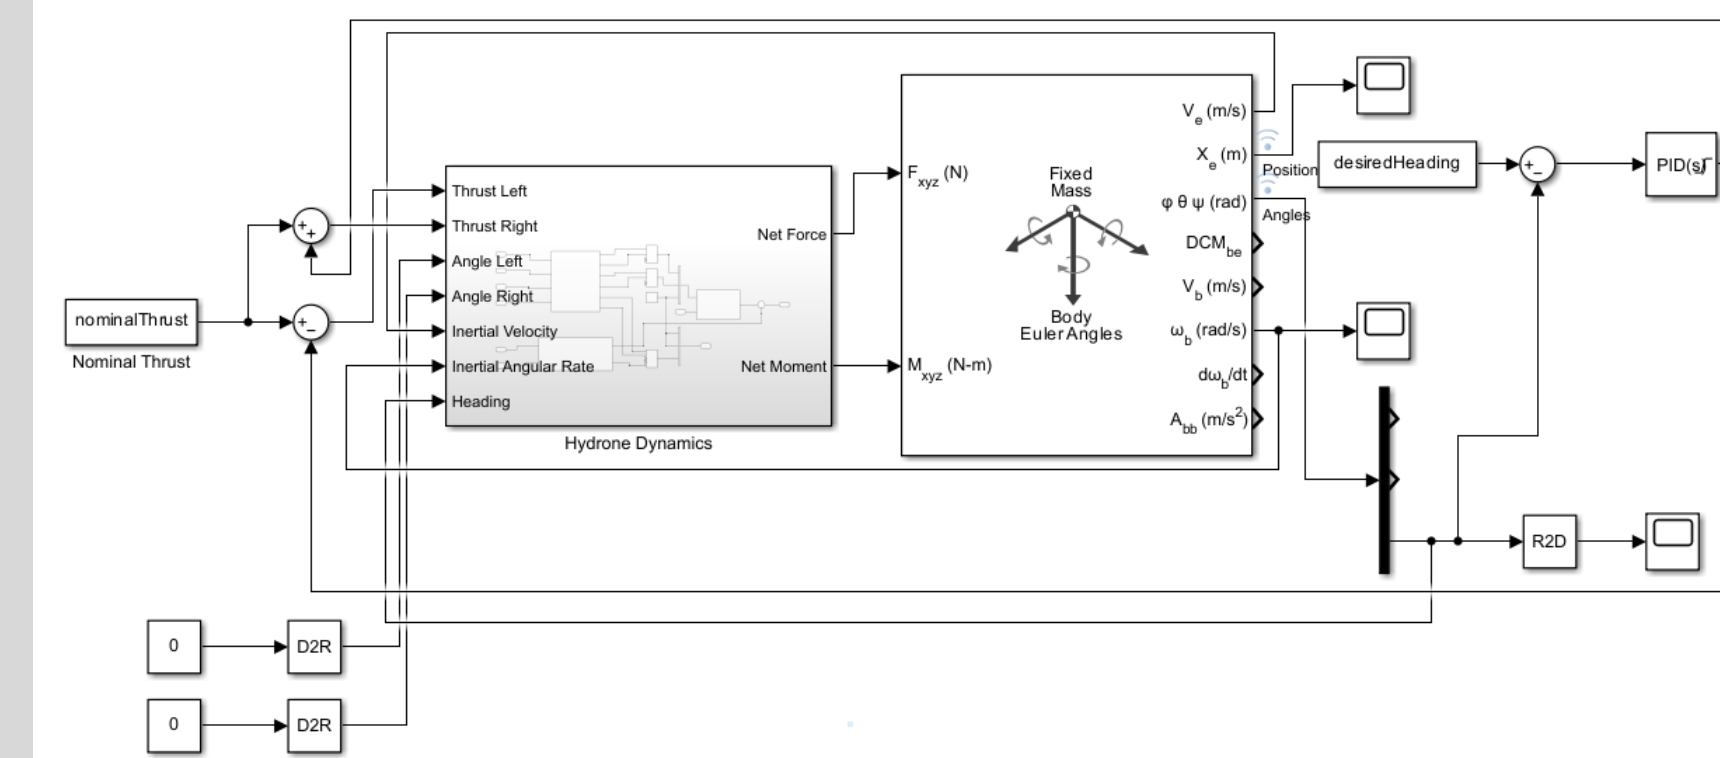 nominalThrust
Nominal Thrust
+
+
+
−
0
D2R
0
D2R
Thrust Left
Thrust Right
Angle Left
Angle Right
Inertial Velocity
Inertial Angular Rate
Heading
Net Force
Net Moment
Hydrone Dynamics
Fxyz (N)
Mxyz (N-m)
Fixed
Mass
Body
Euler Angles
Ve (m/s)
Xe (m)
φ θ ψ (rad)
DCMbe
Vb (m/s)
ωb (rad/s)
dωb/dt
Abb (m/s2)
Position
Angles
desiredHeading
+
−
PID(s)
R2D